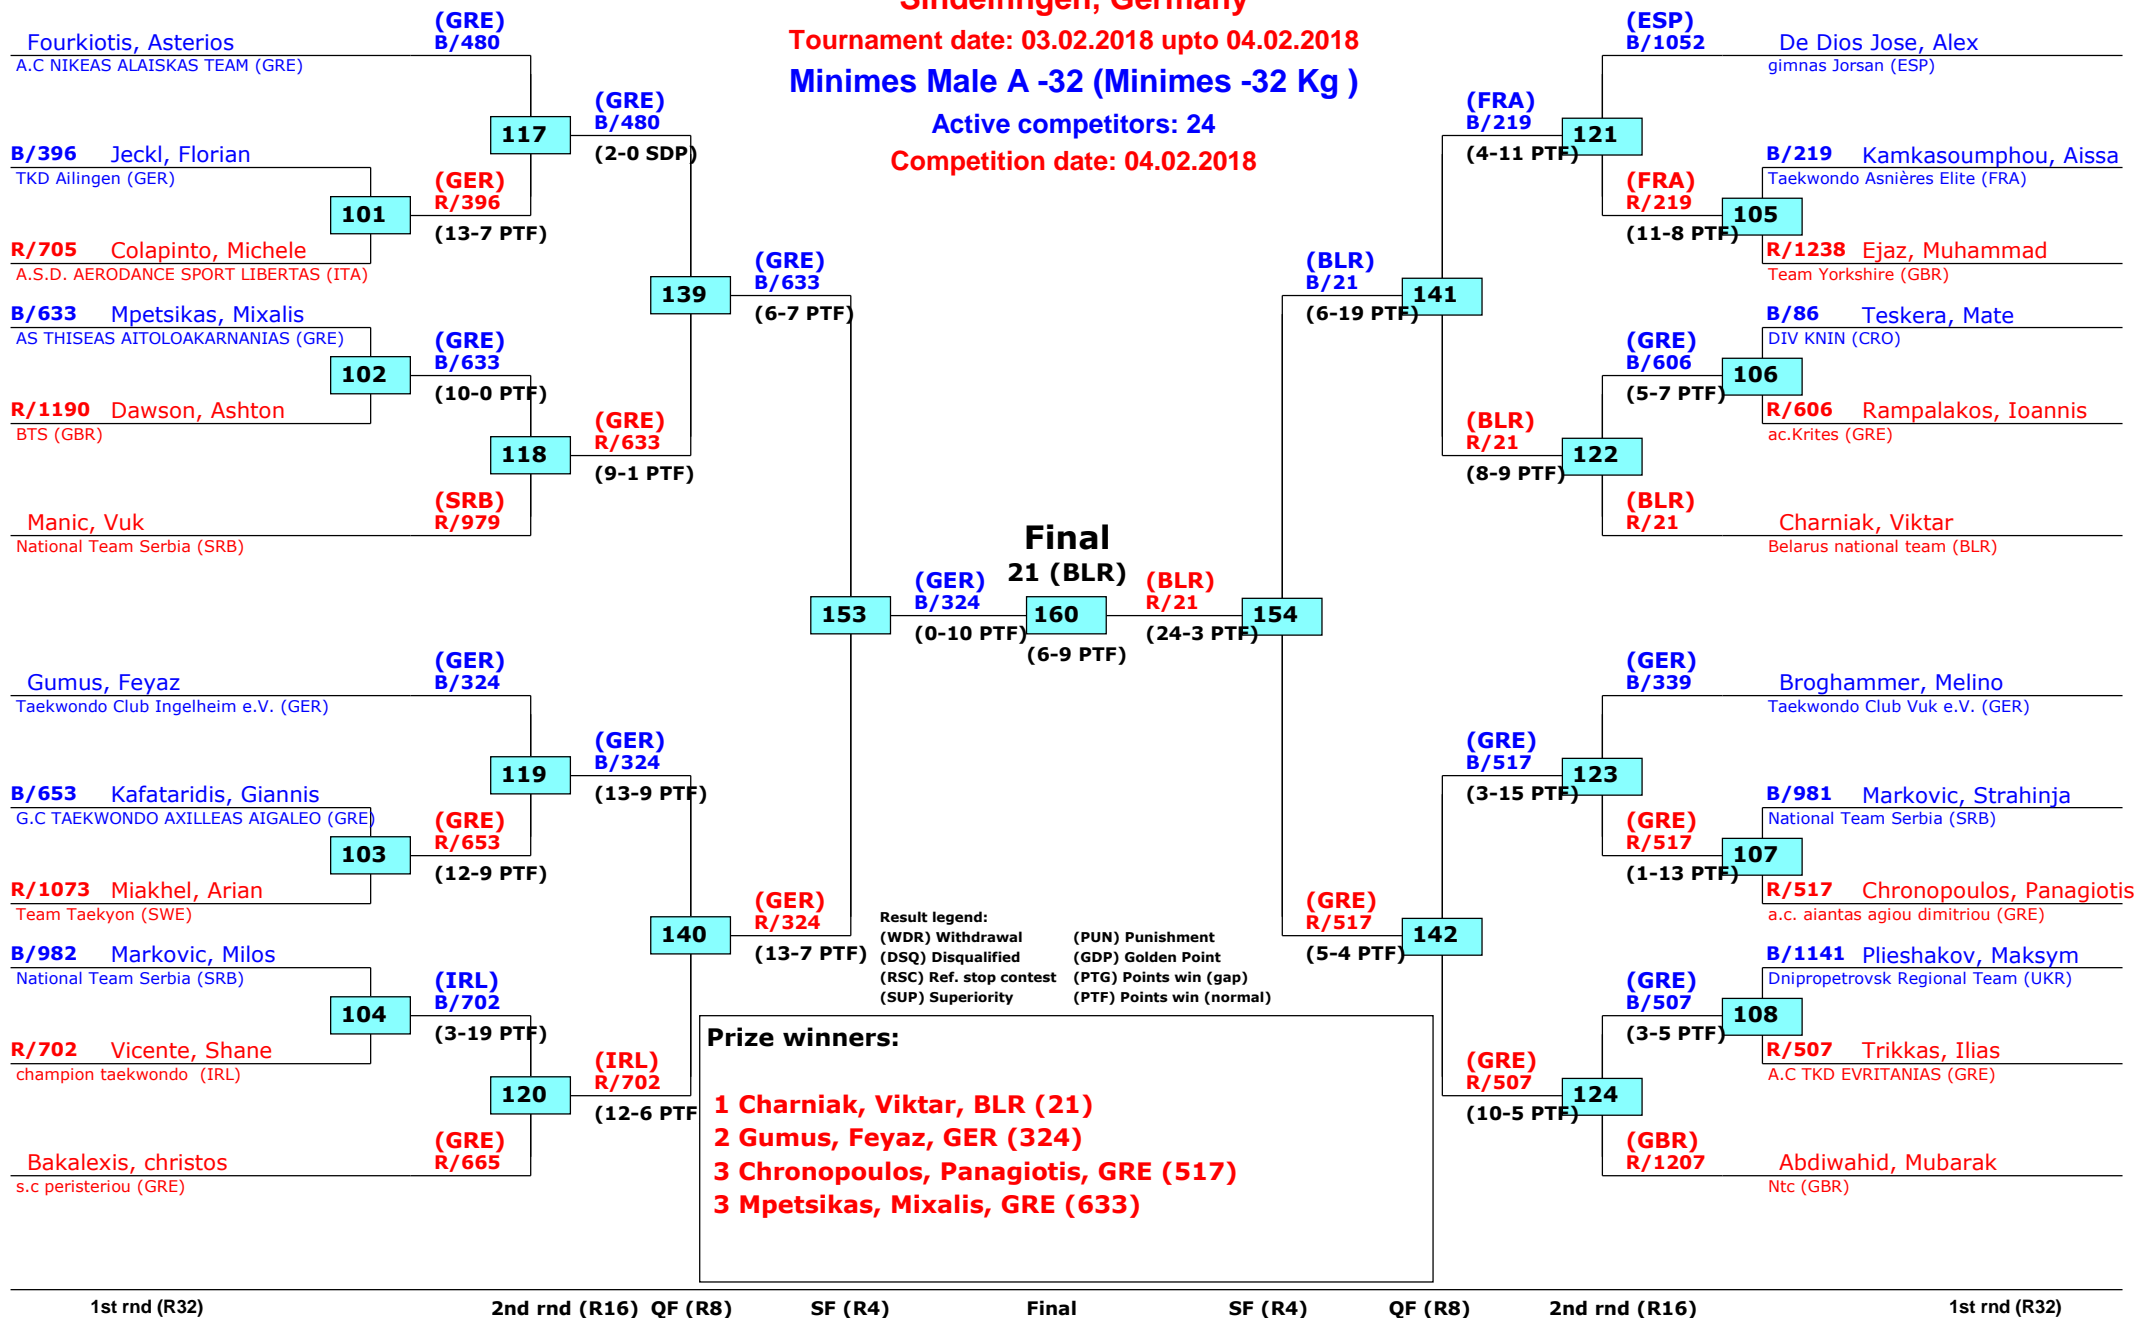 Sindelfingen, Germany
Tournament date: 03.02.2018 upto 04.02.2018
Minimes Male A -32 (Minimes -32 Kg )
Active competitors: 24
Competition date: 04.02.2018
Fourkiotis, Asterios
A.C NIKEAS ALAISKAS TEAM (GRE)
(GRE)
B/480
B/396 Jeckl, Florian
TKD Ailingen (GER)
101
R/705 Colapinto, Michele
A.S.D. AERODANCE SPORT LIBERTAS (ITA)
(GER)
R/396
(13-7 PTF)
117
(GRE)
B/480
(2-0 SDP)
B/633 Mpetsikas, Mixalis
AS THISEAS AITOLOAKARNANIAS (GRE)
102
R/1190 Dawson, Ashton
BTS (GBR)
(GRE)
B/633
(10-0 PTF)
118
(GRE)
R/633
(9-1 PTF)
Manic, Vuk
National Team Serbia (SRB)
(SRB)
R/979
139
(GRE)
B/633
(6-7 PTF)
Gumus, Feyaz
Taekwondo Club Ingelheim e.V. (GER)
(GER)
B/324
B/653 Kafataridis, Giannis
G.C TAEKWONDO AXILLEAS AIGALEO (GRE)
103
R/1073 Miakhel, Arian
Team Taekyon (SWE)
(GRE)
R/653
(12-9 PTF)
119
(GER)
B/324
(13-9 PTF)
B/982 Markovic, Milos
National Team Serbia (SRB)
104
R/702 Vicente, Shane
champion taekwondo (IRL)
(IRL)
B/702
(3-19 PTF)
120
(IRL)
R/702
(12-6 PTF
Bakalexis, christos
s.c peristeriou (GRE)
(GRE)
R/665
140
(GER)
R/324
(13-7 PTF)
153
(GER)
B/324
(0-10 PTF)
Final
21 (BLR)
160
(6-9 PTF)
(BLR)
R/21
(24-3 PTF)
154
(BLR)
B/21
(6-19 PTF)
141
(FRA)
B/219
(4-11 PTF)
121
(ESP)
B/1052
De Dios Jose, Alex
gimnas Jorsan (ESP)
(FRA)
R/219
(11-8 PTF)
105
B/219 Kamkasoumphou, Aissa
Taekwondo Asnières Elite (FRA)
R/1238 Ejaz, Muhammad
Team Yorkshire (GBR)
(BLR)
R/21
(8-9 PTF)
122
(GRE)
B/606
(5-7 PTF)
106
B/86 Teskera, Mate
DIV KNIN (CRO)
R/606 Rampalakos, Ioannis
ac.Krites (GRE)
(BLR)
R/21
Charniak, Viktar
Belarus national team (BLR)
(GRE)
R/517
(5-4 PTF)
142
(GRE)
B/517
(3-15 PTF)
123
(GER)
B/339
Broghammer, Melino
Taekwondo Club Vuk e.V. (GER)
(GRE)
R/517
(1-13 PTF)
107
B/981 Markovic, Strahinja
National Team Serbia (SRB)
R/517 Chronopoulos, Panagiotis
a.c. aiantas agiou dimitriou (GRE)
(GRE)
R/507
(10-5 PTF)
124
(GRE)
B/507
(3-5 PTF)
108
B/1141 Plieshakov, Maksym
Dnipropetrovsk Regional Team (UKR)
R/507 Trikkas, Ilias
A.C TKD EVRITANIAS (GRE)
(GBR)
R/1207
Abdiwahid, Mubarak
Ntc (GBR)
Result legend:
(WDR) Withdrawal (PUN) Punishment
(DSQ) Disqualified (GDP) Golden Point
(RSC) Ref. stop contest (PTG) Points win (gap)
(SUP) Superiority (PTF) Points win (normal)
Prize winners:
1 Charniak, Viktar, BLR (21)
2 Gumus, Feyaz, GER (324)
3 Chronopoulos, Panagiotis, GRE (517)
3 Mpetsikas, Mixalis, GRE (633)
1st rnd (R32) 2nd rnd (R16) QF (R8) SF (R4) Final SF (R4) QF (R8) 2nd rnd (R16) 1st rnd (R32)